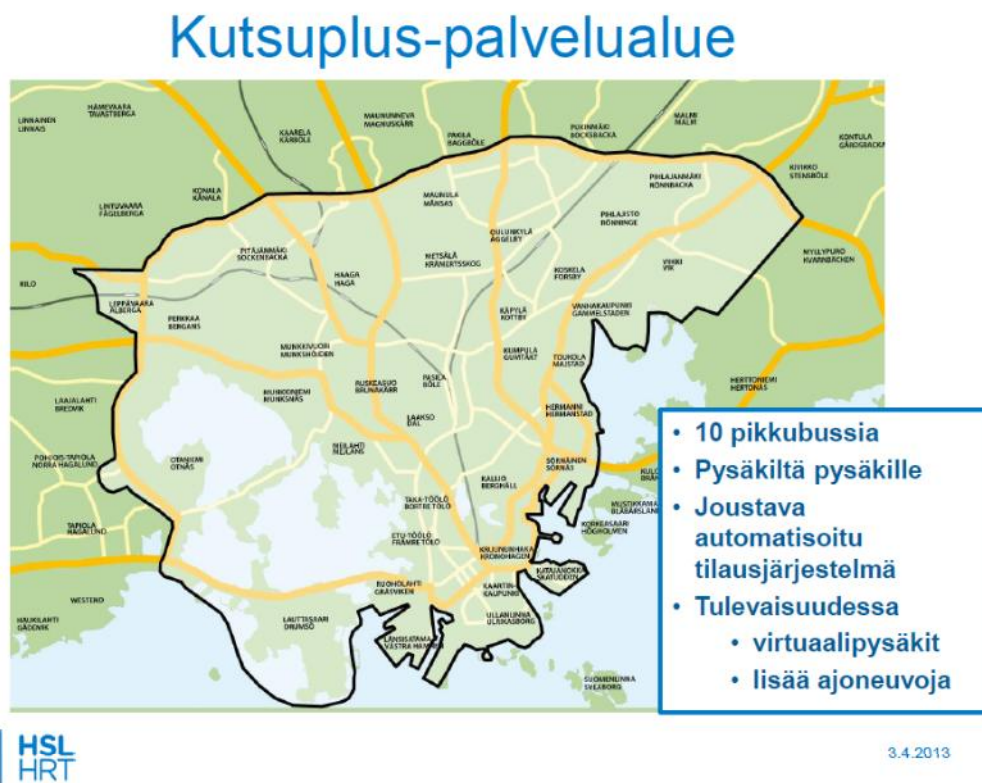 Kutsuplus-palvelualue
HÄMEVAARA
TAVASTBERGA
LINNAINEN
LINNAIS
MAUNUNNEVA
MAGNUSKÄRR
KAARELA
KÅRBÖLE
PAKILA
BAGGBÖLE
PUKINMÄKI
BOCKSBACKA
MALMI
MALM
KONTULA
GÅRDSBACKA
KIVIKKO
STENSBÖLE
KONALA
KÅNALA
LINTUVAARA
FÅGELBERGA
MAUNULA
MÅNSAS
PIHLAJAMÄKI
RÖNNBACKA
PIHLAJISTO
RÖNNINGE
OULUNKYLÄ
ÅGGELBY
PITÄJÄNMÄKI
SOCKENBACKA
METSÄLÄ
KRÄMERTSSKOG
MYLLYPURO
KVARNBÄCKEN
HAAGA
HAGA
KOSKELA
FORSBY
VIIKKI
VIK
KILO
LEPPÄVAARA
ALBERGA
PERKKAA
BERGANS
KÄPYLÄ
KOTTBY
VANHAKAUPUNKI
GAMMELSTADEN
MUNKKIVUORI
MUNKSHÖJDEN
KUMPULA
GUMTÄKT
TOUKOLA
MAJSTAD
RUSKEASUO
BRUNAKÄRR
PASILA
BÖLE
HERTTONIEMI
HERTONÄS
MUNKKINIEMI
MUNKSNÄS
LAAJALAHTI
BREDVIK
LAAKSO
DAL
HERMANNI
HERMANSTAD
MEILAHTI
MEILANS
POHJOIS-TAPIOLA
NORRA HAGALUND
OTANIEMI
OTNÄS
SÖRNÄINEN
SÖRNÄS
KALLIO
BERGHÄLL
TAKA-TÖÖLÖ
BORTRE TÖLÖ
TAPIOLA
HAGALUND
KORKEASAARI
HÖGHOLMEN
ETU-TÖÖLÖ
FRÄMRE TÖLÖ
KRUUNUNHAKA
KRONOHAGEN
KATAJANOKKA
SKATUDDEN
RUOHOLAHTI
GRÄSVIKEN
KAARTIN-
KAUPUNKI
WESTEND
HAUKILAHTI
GÄDDVIK
LAUTTASAARI
DRUMSÖ
LÄNSISATAMA
VÄSTRA HAMNEN
ULLANLINNA
ULRIKASBORG
SUOMENLINNA
SVEABORG
• 10 pikkubussia
• Pysäkiltä pysäkille
• Joustava
automatisoitu
tilausjärjestelmä
• Tulevaisuudessa
• virtuaalipysäkit
• lisää ajoneuvoja
HSL
HRT
3.4.2013